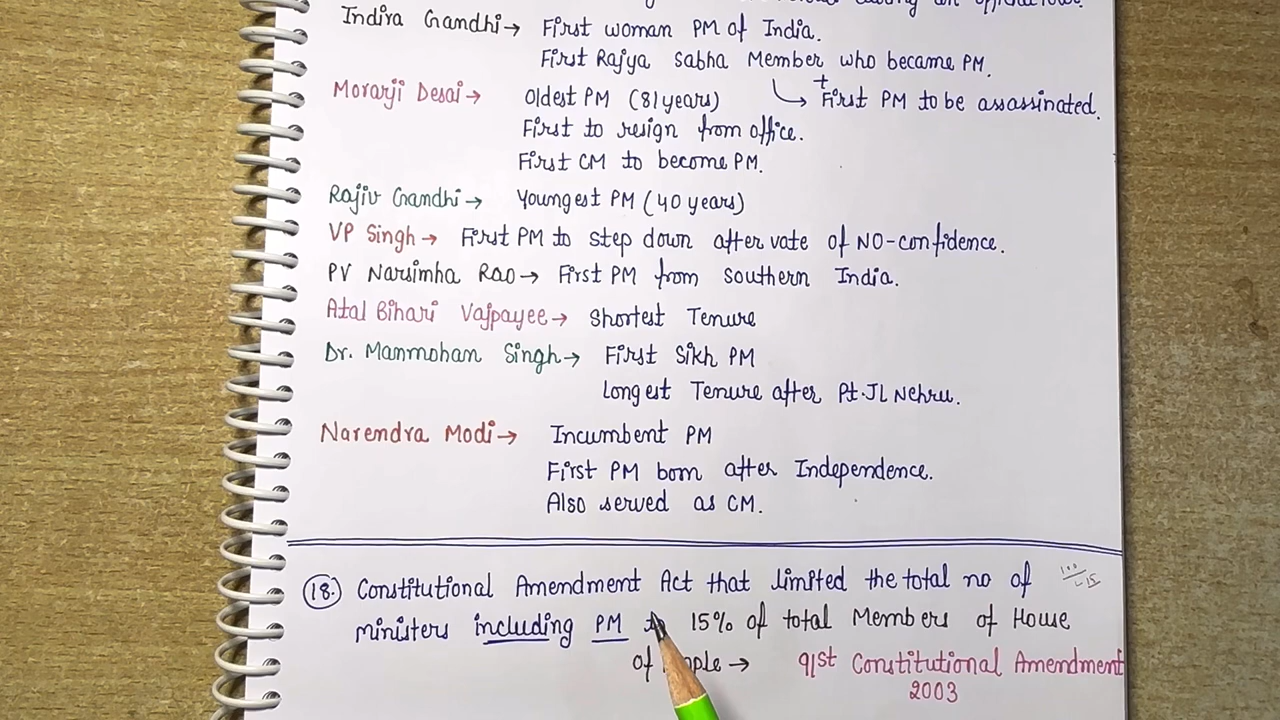 Indira Gandhi → First woman PM of India.
First Rajya Sabha Member who became PM.
+
Morarji Desai → Oldest PM (81 years) First PM to be assassinated.
First to resign from office.
First CM to become PM.
Rajiv Gandhi → Youngest PM (40 years)
VP Singh → First PM to step down after vote of NO-confidence.
PV Narsimha Rao → First PM from southern India.
Atal Bihari Vajpayee → Shortest Tenure
Dr. Manmohan Singh → First Sikh PM
Longest Tenure after Pt. JL Nehru.
Narendra Modi → Incumbent PM
First PM born after Independence.
Also served as CM.
18. Constitutional Amendment Act that limited the total no of
ministers including PM 15% of total Members of House
of →  91st Constitutional Amendment
2003